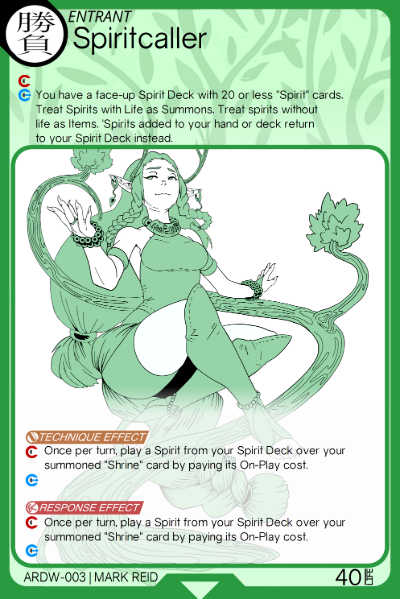 勝負
ENTRANT
Spiritcaller
C
C You have a face-up Spirit Deck with 20 or less "Spirit" cards.
Treat Spirits with Life as Summons. Treat spirits without
life as Items. 'Spirits added to your hand or deck return
to your Spirit Deck instead.
TECHNIQUE EFFECT
C Once per turn, play a Spirit from your Spirit Deck over your
summoned "Shrine" card by paying its On-Play cost.
C
RESPONSE EFFECT
C Once per turn, play a Spirit from your Spirit Deck over your
summoned "Shrine" card by paying its On-Play cost.
C
ARDW-003 | MARK REID
40 LIFE